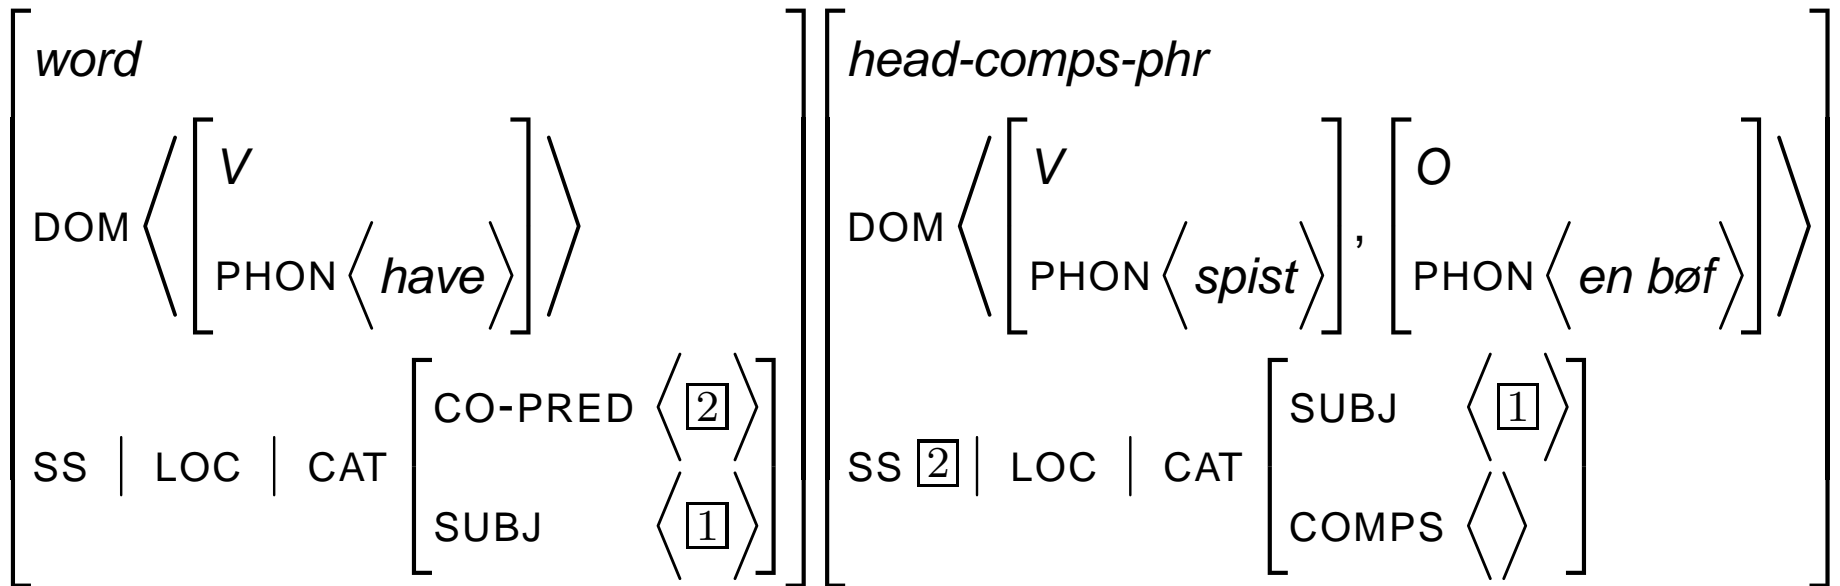 word head-comps-phr
V V O
DOM DOM ,
PHON ⟨ have ⟩ PHON ⟨ spist ⟩ PHON ⟨ en bøf ⟩
CO-PRED ⟨ 2 ⟩ SUBJ ⟨ 1 ⟩
SS | LOC | CAT SS 2 | LOC | CAT
SUBJ ⟨ 1 ⟩ COMPS ⟨ ⟩